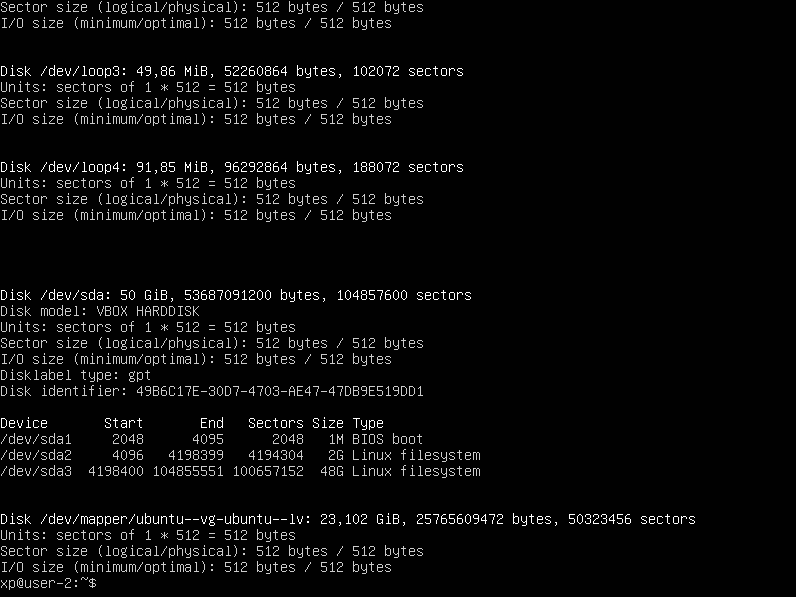 Sector size (logical/physical): 512 bytes / 512 bytes
I/O size (minimum/optimal): 512 bytes / 512 bytes
Disk /dev/loop3: 49,86 MiB, 52260864 bytes, 102072 sectors
Units: sectors of 1 * 512 = 512 bytes
Sector size (logical/physical): 512 bytes / 512 bytes
I/O size (minimum/optimal): 512 bytes / 512 bytes
Disk /dev/loop4: 91,85 MiB, 96292864 bytes, 188072 sectors
Units: sectors of 1 * 512 = 512 bytes
Sector size (logical/physical): 512 bytes / 512 bytes
I/O size (minimum/optimal): 512 bytes / 512 bytes
Disk /dev/sda: 50 GiB, 53687091200 bytes, 104857600 sectors
Disk model: VBOX HARDDISK
Units: sectors of 1 * 512 = 512 bytes
Sector size (logical/physical): 512 bytes / 512 bytes
I/O size (minimum/optimal): 512 bytes / 512 bytes
Disklabel type: gpt
Disk identifier: 49B6C17E-30D7-4703-AE47-47DB9E519DD1
Device       Start       End   Sectors Size Type
/dev/sda1     2048      4095      2048   1M BIOS boot
/dev/sda2     4096   4198399   4194304   2G Linux filesystem
/dev/sda3  4198400 104855551 100657152  48G Linux filesystem
Disk /dev/mapper/ubuntu--vg-ubuntu--lv: 23,102 GiB, 25765609472 bytes, 50323456 sectors
Units: sectors of 1 * 512 = 512 bytes
Sector size (logical/physical): 512 bytes / 512 bytes
I/O size (minimum/optimal): 512 bytes / 512 bytes
xp@user-2:~$